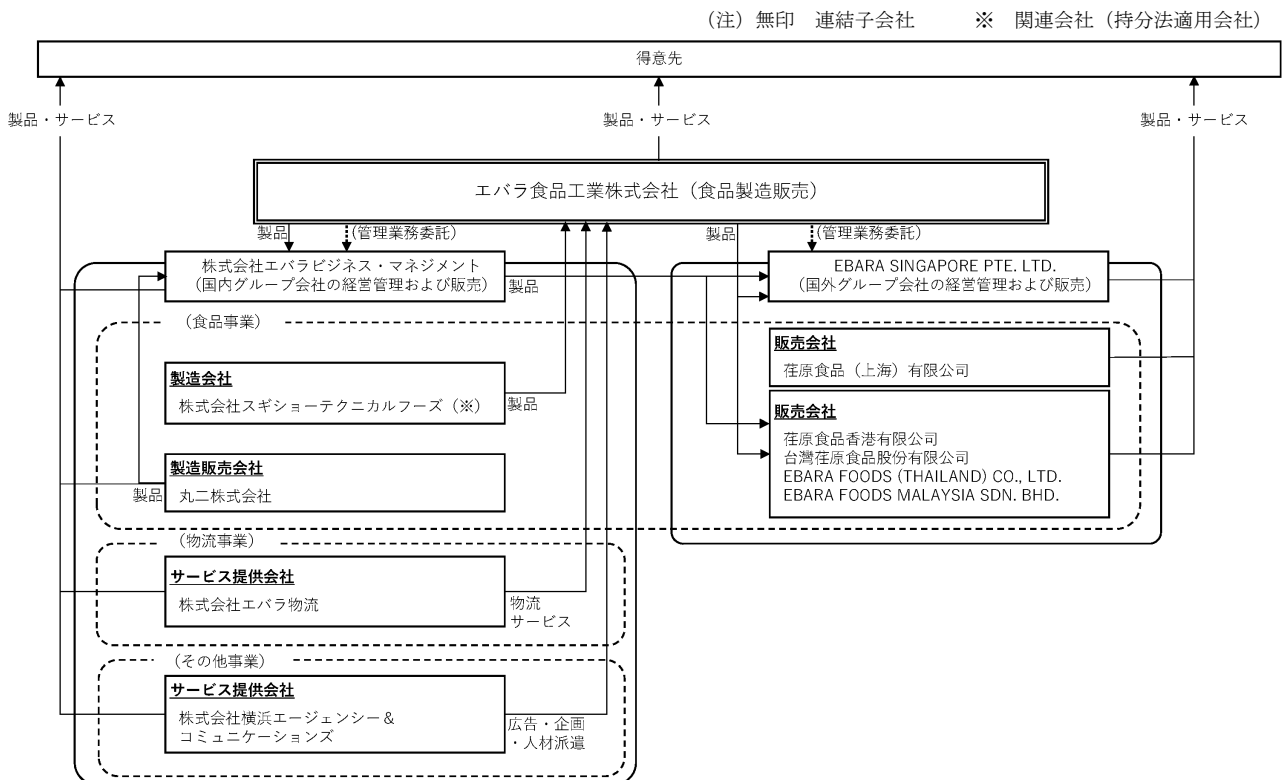 (注)無印 連結子会社 ※ 関連会社(持分法適用会社)
得意先
製品・サービス
製品・サービス
製品・サービス
エバラ食品工業株式会社(食品製造販売)
製品
(管理業務委託)
製品
(管理業務委託)
株式会社エバラビジネス・マネジメント
(国内グループ会社の経営管理および販売)
製品
EBARA SINGAPORE PTE. LTD.
(国外グループ会社の経営管理および販売)
(食品事業)
製造会社
株式会社スギショーテクニカルフーズ(※)
製品
製造販売会社
丸二株式会社
製品
販売会社
荏原食品(上海)有限公司
販売会社
荏原食品香港有限公司
台灣荏原食品股份有限公司
EBARA FOODS (THAILAND) CO., LTD.
EBARA FOODS MALAYSIA SDN. BHD.
(物流事業)
サービス提供会社
株式会社エバラ物流
物流
サービス
(その他事業)
サービス提供会社
株式会社横浜エージェンシー&
コミュニケーションズ
広告・企画
・人材派遣